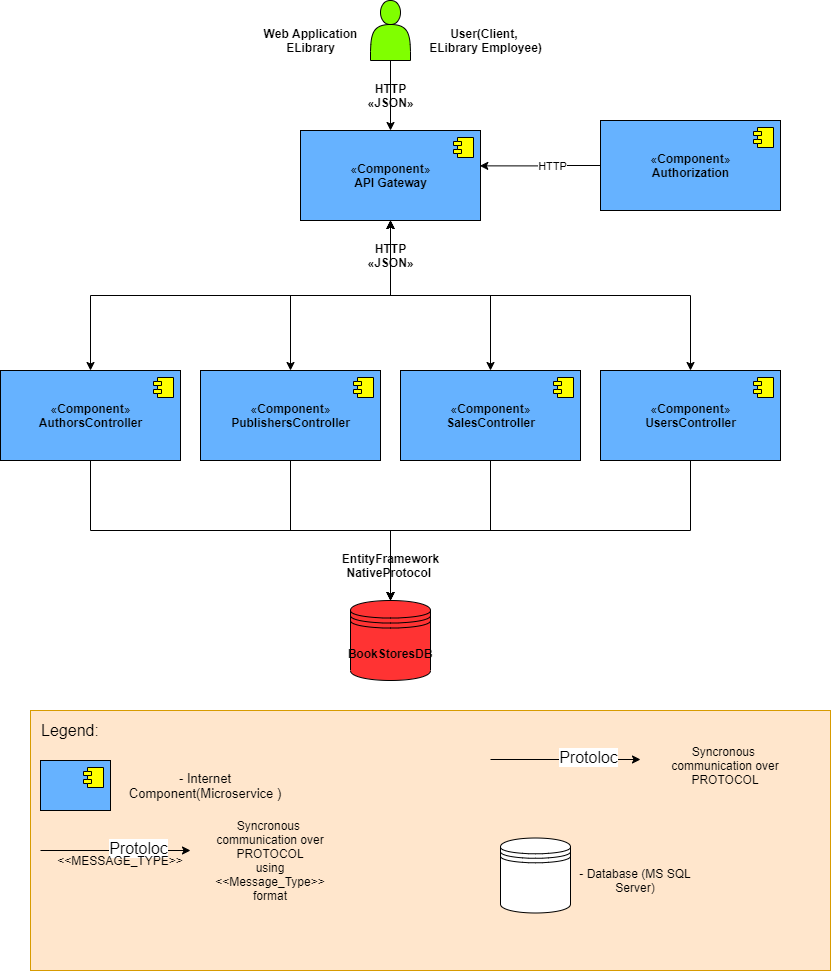 Web Application
ELibrary
User(Client,
ELibrary Employee)
HTTP
«JSON»
«Component»
API Gateway
HTTP
«Component»
Authorization
HTTP
«JSON»
«Component»
AuthorsController
«Component»
PublishersController
«Component»
SalesController
«Component»
UsersController
EntityFramework
NativeProtocol
BookStoresDB
Legend:
- Internet
Component(Microservice )
Protoloc
Syncronous
communication over
PROTOCOL
Protoloc
<<MESSAGE_TYPE>>
Syncronous
communication over
PROTOCOL
using
<<Message_Type>>
format
- Database (MS SQL
Server)